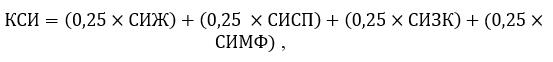 КСИ = (0,25 × СИЖ) + (0,25 × СИСП) + (0,25 × СИЗК) + (0,25 ×
СИМФ) ,